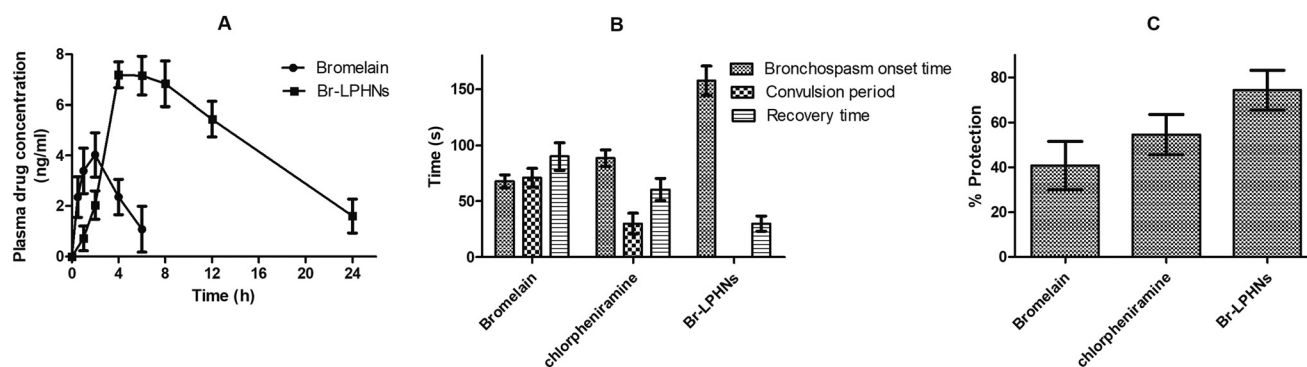 A
Plasma drug concentration
(ng/ml)
8
6
4
2
0
0
4
8
12
16
20
24
Time (h)
Bromelain
Br-LPHNs
B
Time (s)
150
100
50
0
Bronchospasm onset time
Convulsion period
Recovery time
Bromelain
chlorpheniramine
Br-LPHNs
C
% Protection
80
60
40
20
0
Bromelain
chlorpheniramine
Br-LPHNs